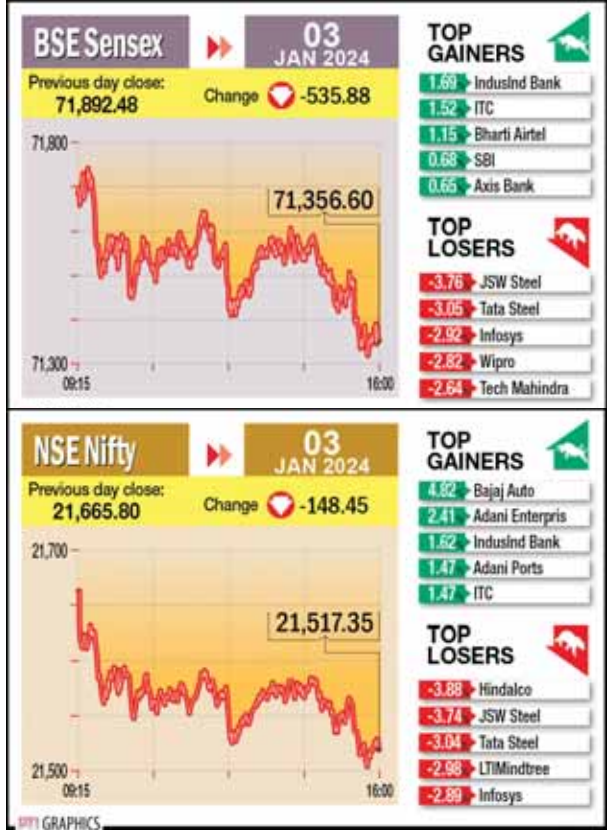 BSE Sensex
03
JAN 2024
Previous day close:
71,892.48
Change -535.88
71,800
71,356.60
71,300
09:15 16:00
TOP
GAINERS
1.69 IndusInd Bank
1.52 ITC
1.15 Bharti Airtel
0.68 SBI
0.65 Axis Bank
TOP
LOSERS
-3.76 JSW Steel
-3.05 Tata Steel
-2.92 Infosys
-2.82 Wipro
-2.64 Tech Mahindra
NSE Nifty
03
JAN 2024
Previous day close:
21,665.80
Change -148.45
21,700
21,517.35
21,500
09:15 16:00
TOP
GAINERS
4.82 Bajaj Auto
2.41 Adani Enterpris
1.62 IndusInd Bank
1.47 Adani Ports
1.47 ITC
TOP
LOSERS
-3.88 Hindalco
-3.74 JSW Steel
-3.04 Tata Steel
-2.98 LTIMindtree
-2.89 Infosys
PTI GRAPHICS